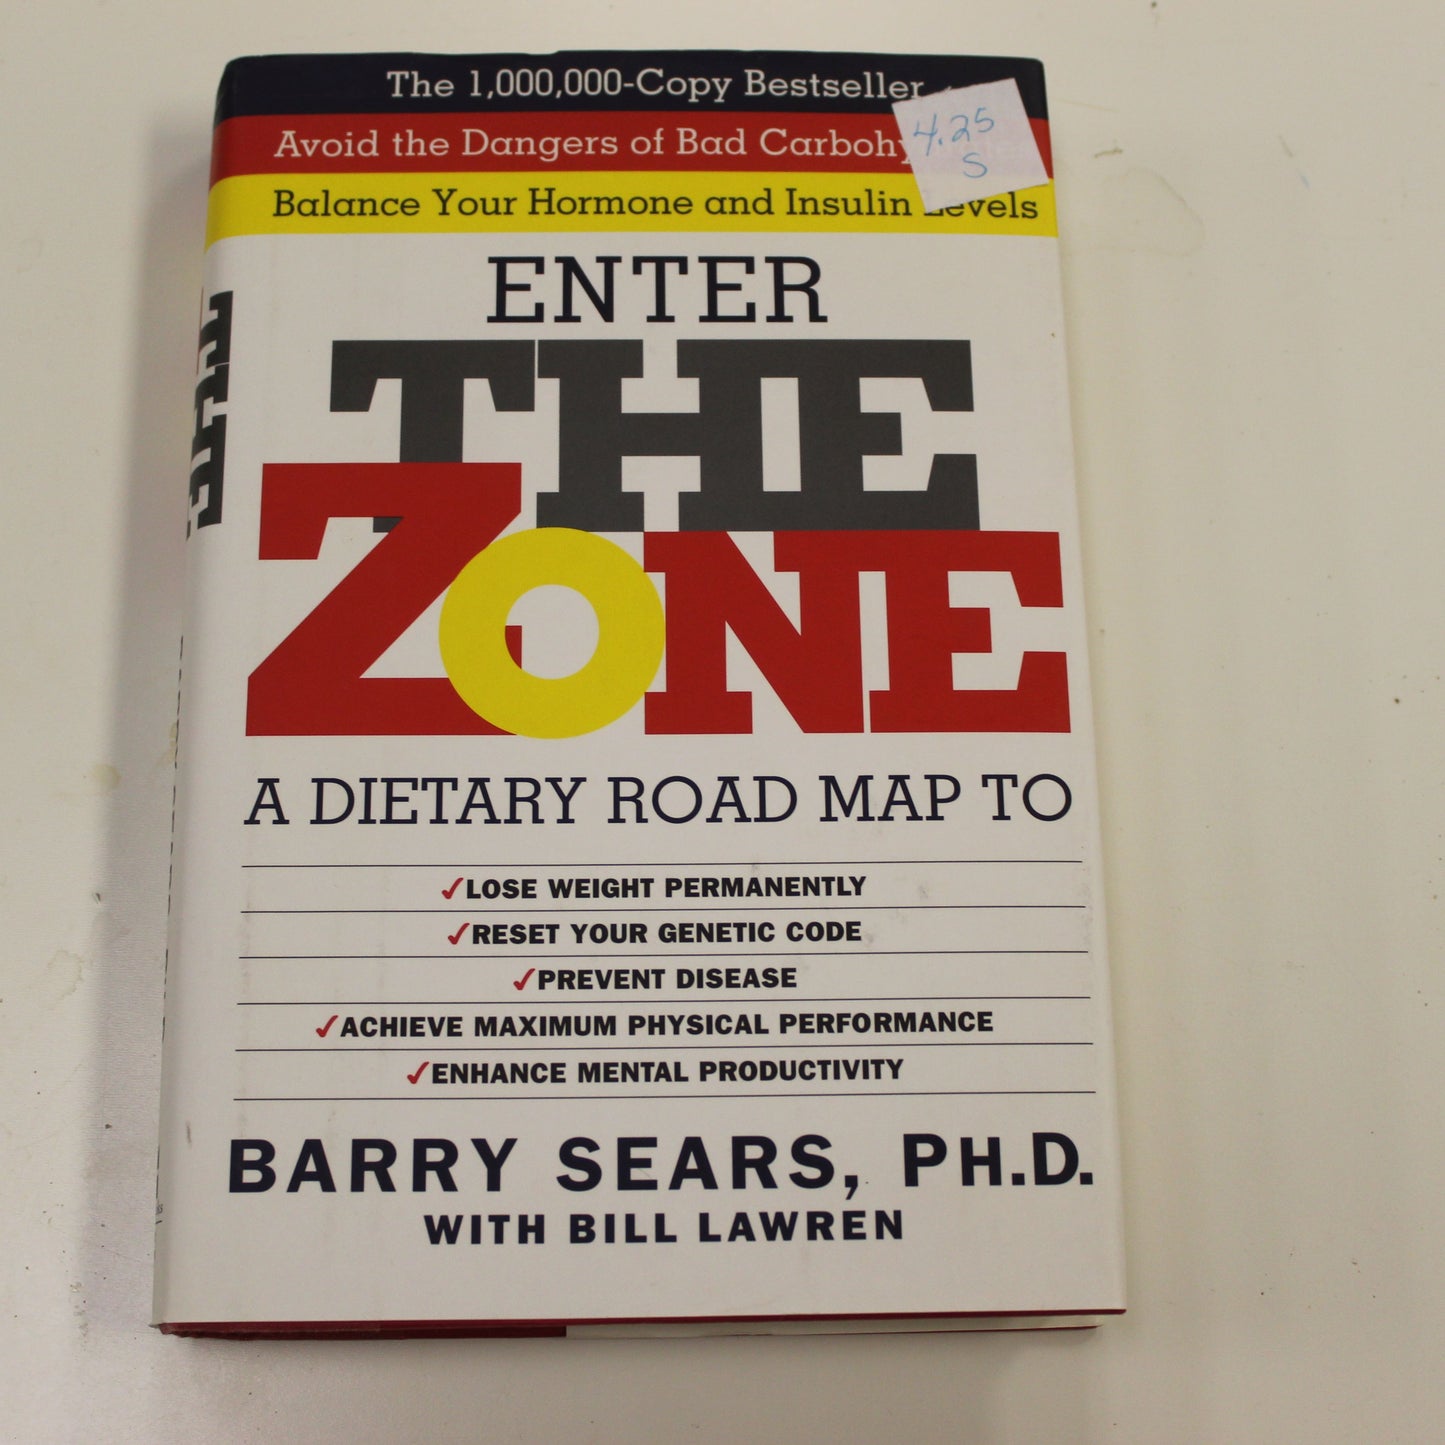 The 1,000,000-Copy Bestseller
Avoid the Dangers of Bad
Balance Your Hormone and Insulin Levels
4.25
S
ENTER
THE
ZONE
A DIETARY ROAD MAP TO
✓LOSE WEIGHT PERMANENTLY
✓RESET YOUR GENETIC CODE
✓PREVENT DISEASE
✓ACHIEVE MAXIMUM PHYSICAL PERFORMANCE
✓ENHANCE MENTAL PRODUCTIVITY
BARRY SEARS, PH.D.
WITH BILL LAWREN